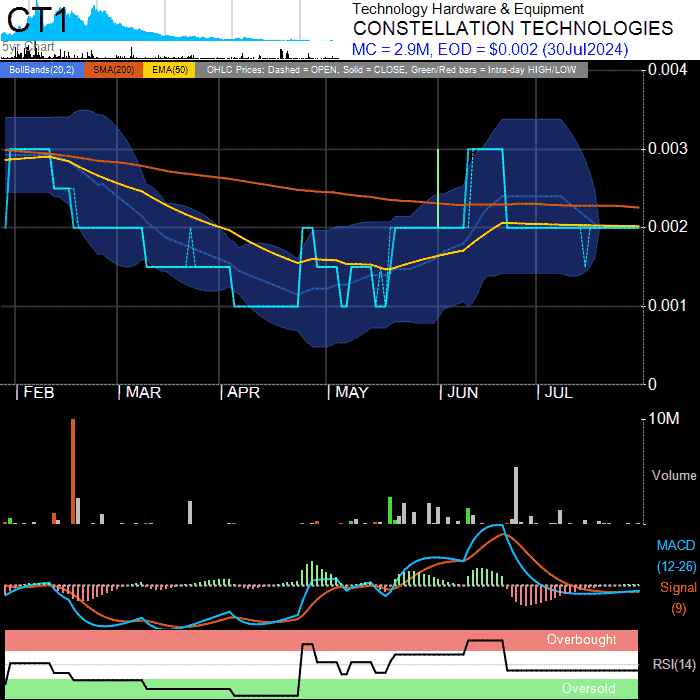 CT1
5yr Chart
Technology Hardware & Equipment
CONSTELLATION TECHNOLOGIES
MC = 2.9M, EOD = $0.002 (30Jul2024)
BollBands(20,2) SMA(200) EMA(50) OHLC Prices: Dashed = OPEN, Solid = CLOSE, Green/Red bars = Intra-day HIGH/LOW
0.004
0.003
0.002
0.001
0
FEB MAR APR MAY JUN JUL
10M
Volume
MACD
(12-26)
Signal
(9)
Overbought
RSI(14)
Oversold